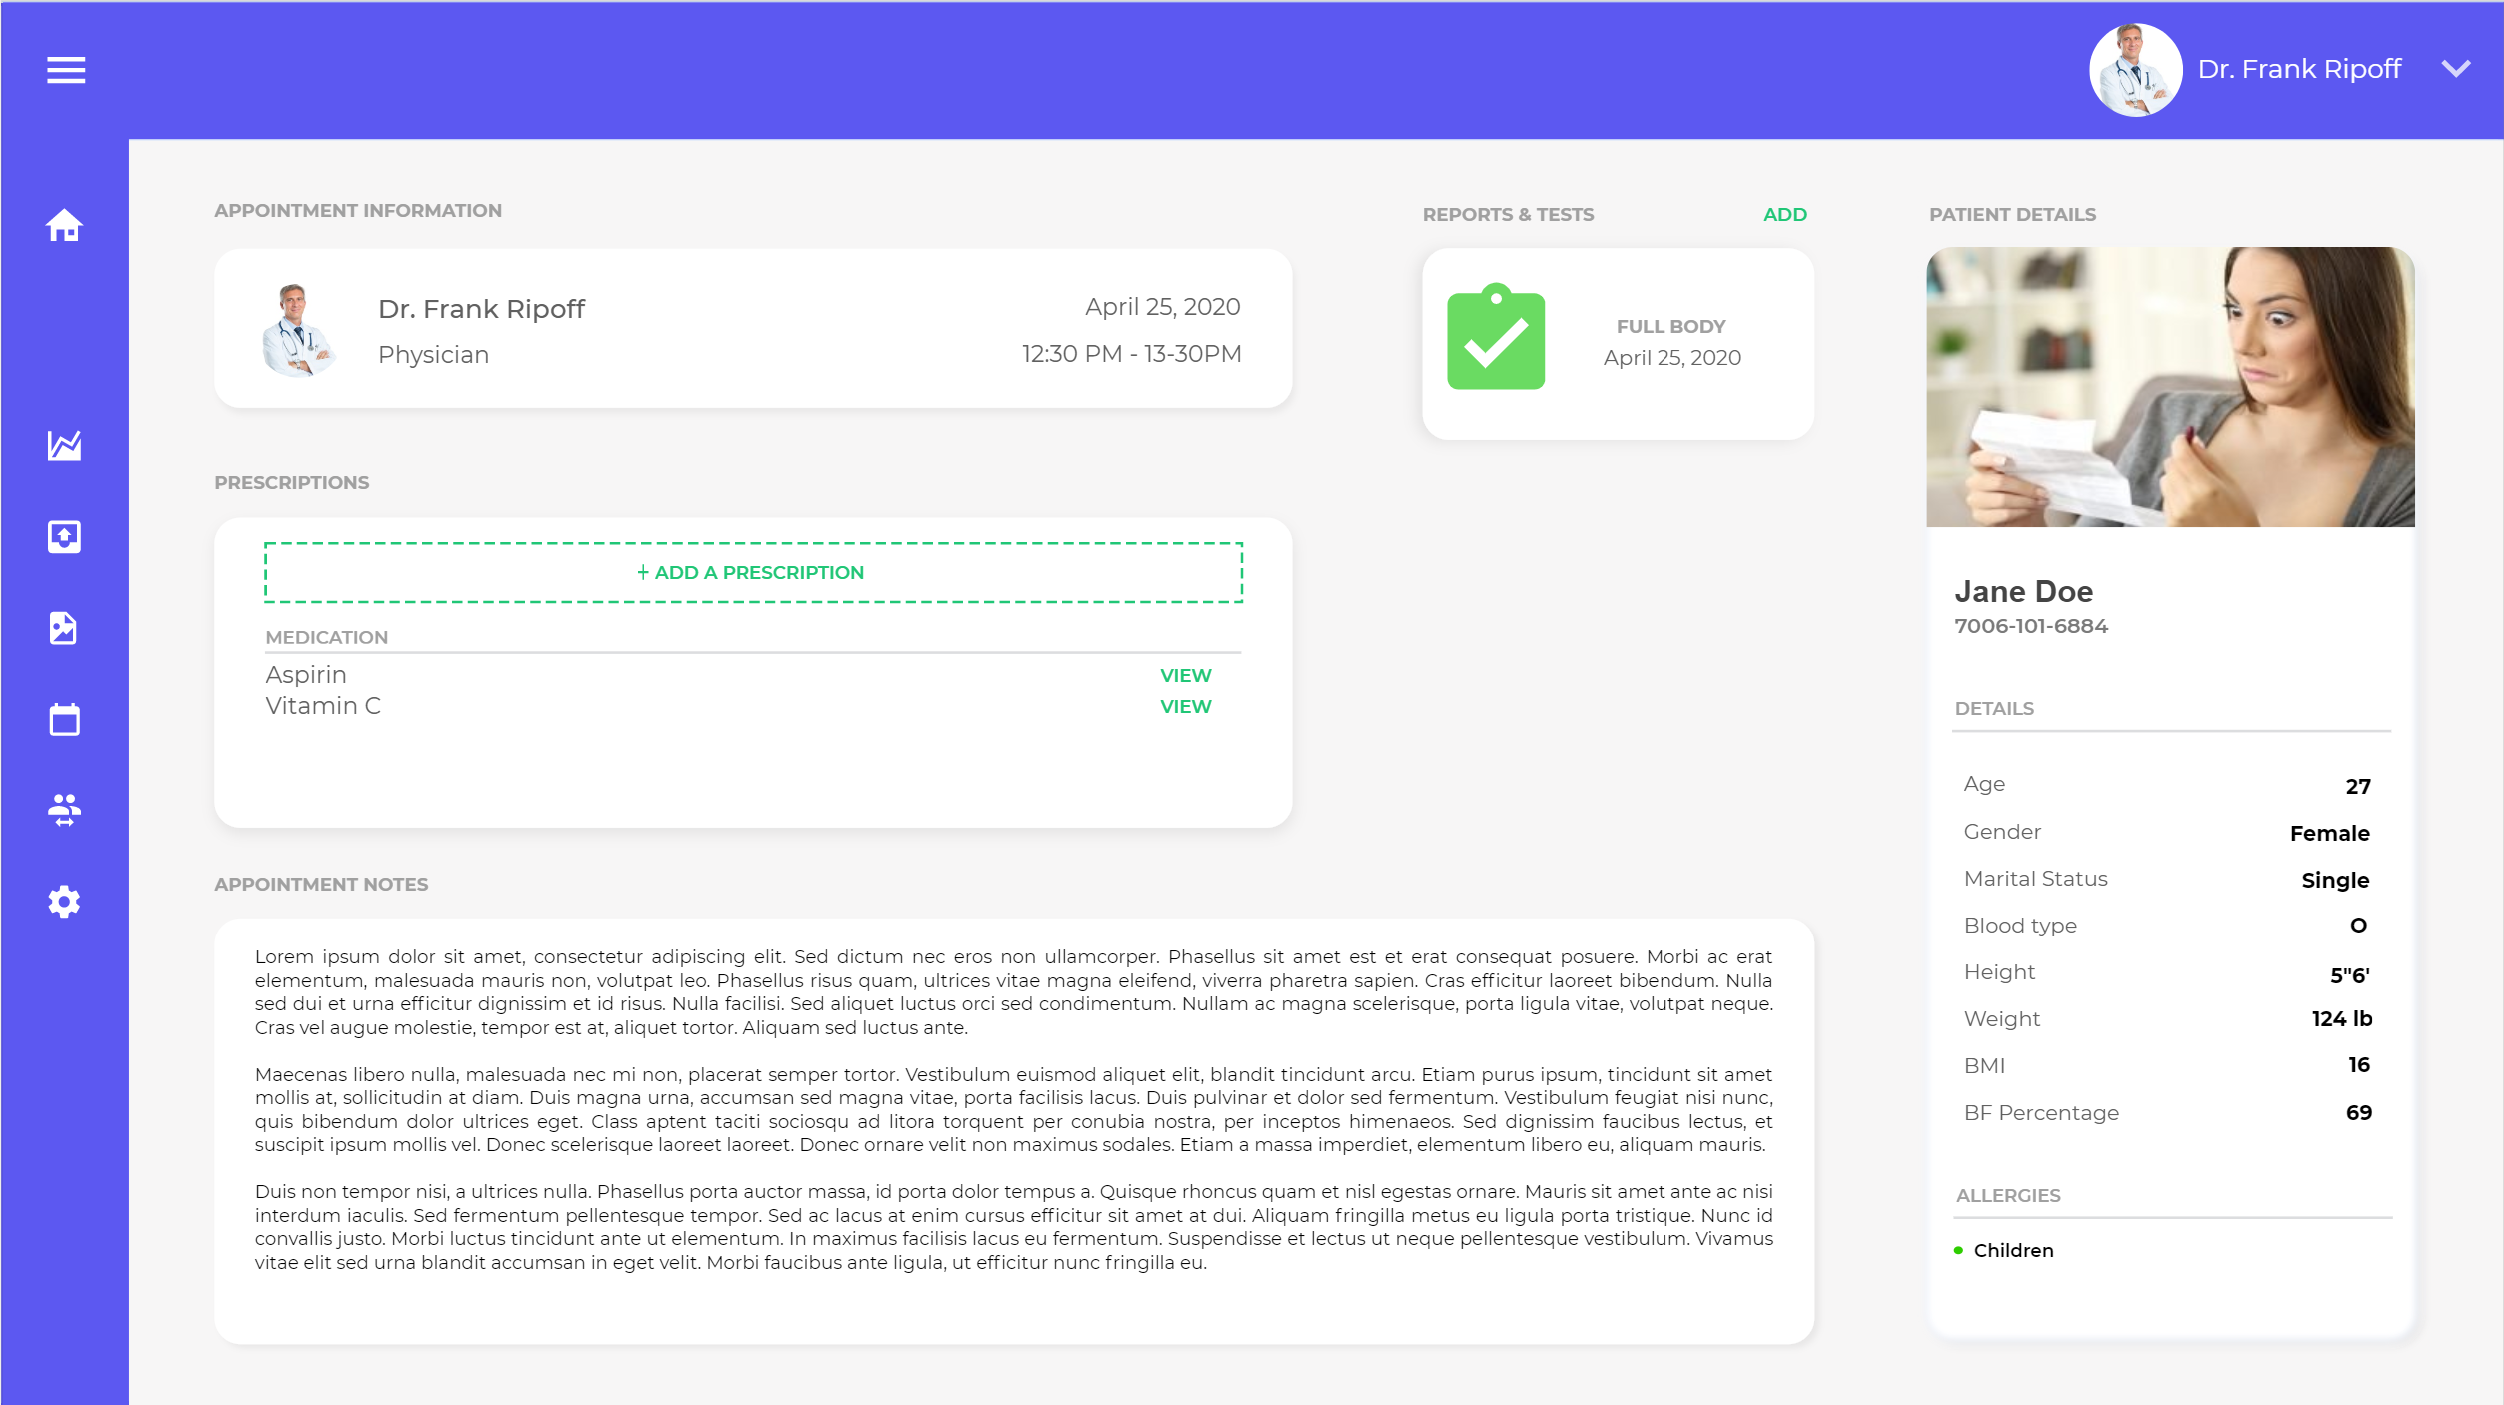 Dr. Frank Ripoff
APPOINTMENT INFORMATION
Dr. Frank Ripoff
Physician
April 25, 2020
12:30 PM - 13-30PM
REPORTS & TESTS
ADD
FULL BODY
April 25, 2020
PRESCRIPTIONS
+ ADD A PRESCRIPTION
MEDICATION
Aspirin VIEW
Vitamin C VIEW
APPOINTMENT NOTES
Lorem ipsum dolor sit amet, consectetur adipiscing elit. Sed dictum nec eros non ullamcorper. Phasellus sit amet est et erat consequat posuere. Morbi ac erat
elementum, malesuada mauris non, volutpat leo. Phasellus risus quam, ultrices vitae magna eleifend, viverra pharetra sapien. Cras efficitur laoreet bibendum. Nulla
sed dui et urna efficitur dignissim et id risus. Nulla facilisi. Sed aliquet luctus orci sed condimentum. Nullam ac magna scelerisque, porta ligula vitae, volutpat neque.
Cras vel augue molestie, tempor est at, aliquet tortor. Aliquam sed luctus ante.
Maecenas libero nulla, malesuada nec mi non, placerat semper tortor. Vestibulum euismod aliquet elit, blandit tincidunt arcu. Etiam purus ipsum, tincidunt sit amet
mollis at, sollicitudin at diam. Duis magna urna, accumsan sed magna vitae, porta facilisis lacus. Duis pulvinar et dolor sed fermentum. Vestibulum feugiat nisi nunc,
quis bibendum dolor ultrices eget. Class aptent taciti sociosqu ad litora torquent per conubia nostra, per inceptos himenaeos. Sed dignissim faucibus lectus, et
suscipit ipsum mollis vel. Donec scelerisque laoreet laoreet. Donec ornare velit non maximus sodales. Etiam a massa imperdiet, elementum libero eu, aliquam mauris.
Duis non tempor nisi, a ultrices nulla. Phasellus porta auctor massa, id porta dolor tempus a. Quisque rhoncus quam et nisl egestas ornare. Mauris sit amet ante ac nisi
interdum iaculis. Sed fermentum pellentesque tempor. Sed ac lacus at enim cursus efficitur sit amet at dui. Aliquam fringilla metus eu ligula porta tristique. Nunc id
convallis justo. Morbi luctus tincidunt ante ut elementum. In maximus facilisis lacus eu fermentum. Suspendisse et lectus ut neque pellentesque vestibulum. Vivamus
vitae elit sed urna blandit accumsan in eget velit. Morbi faucibus ante ligula, ut efficitur nunc fringilla eu.
PATIENT DETAILS
Jane Doe
7006-101-6884
DETAILS
Age 27
Gender Female
Marital Status Single
Blood type O
Height 5"6'
Weight 124 lb
BMI 16
BF Percentage 69
ALLERGIES
Children